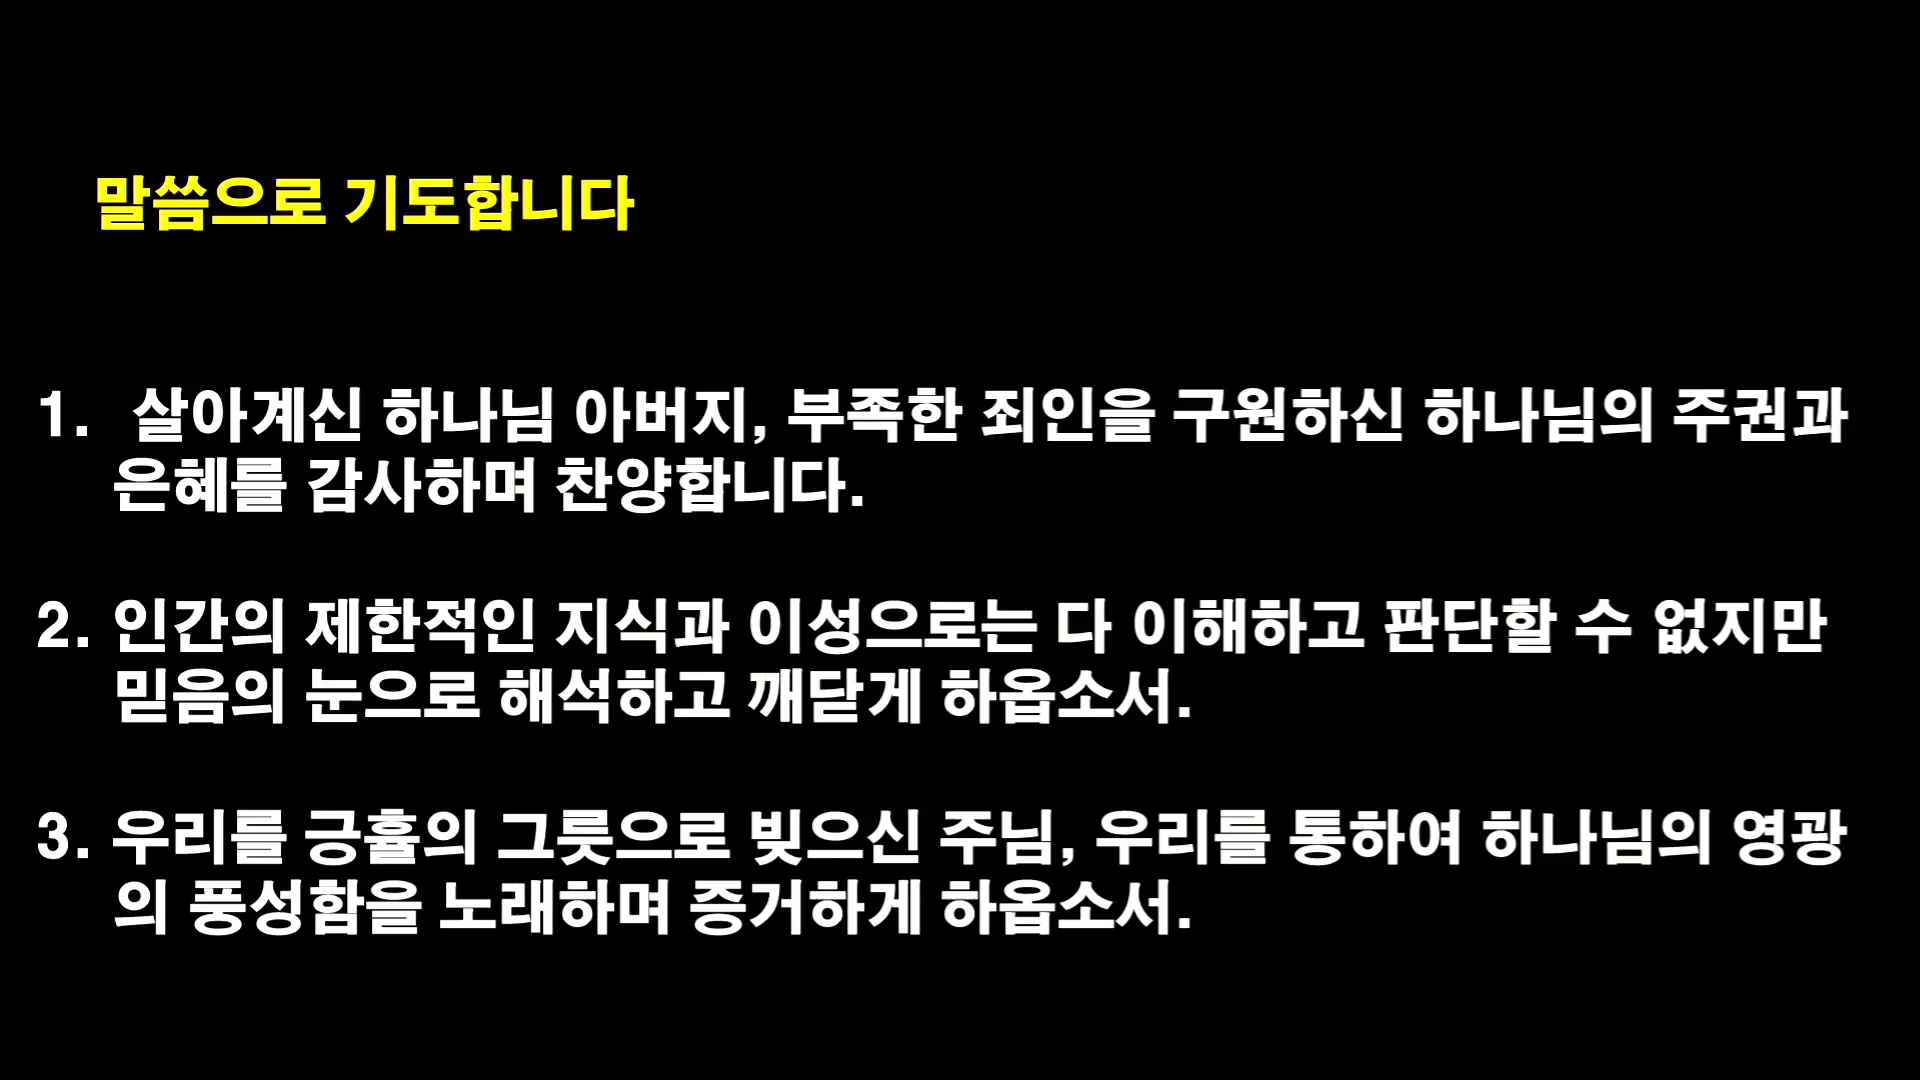 말씀으로 기도합니다
1. 살아계신 하나님 아버지, 부족한 죄인을 구원하신 하나님의 주권과
은혜를 감사하며 찬양합니다.
2. 인간의 제한적인 지식과 이성으로는 다 이해하고 판단할 수 없지만
믿음의 눈으로 해석하고 깨닫게 하옵소서.
3. 우리를 긍휼의 그릇으로 빚으신 주님, 우리를 통하여 하나님의 영광
의 풍성함을 노래하며 증거하게 하옵소서.